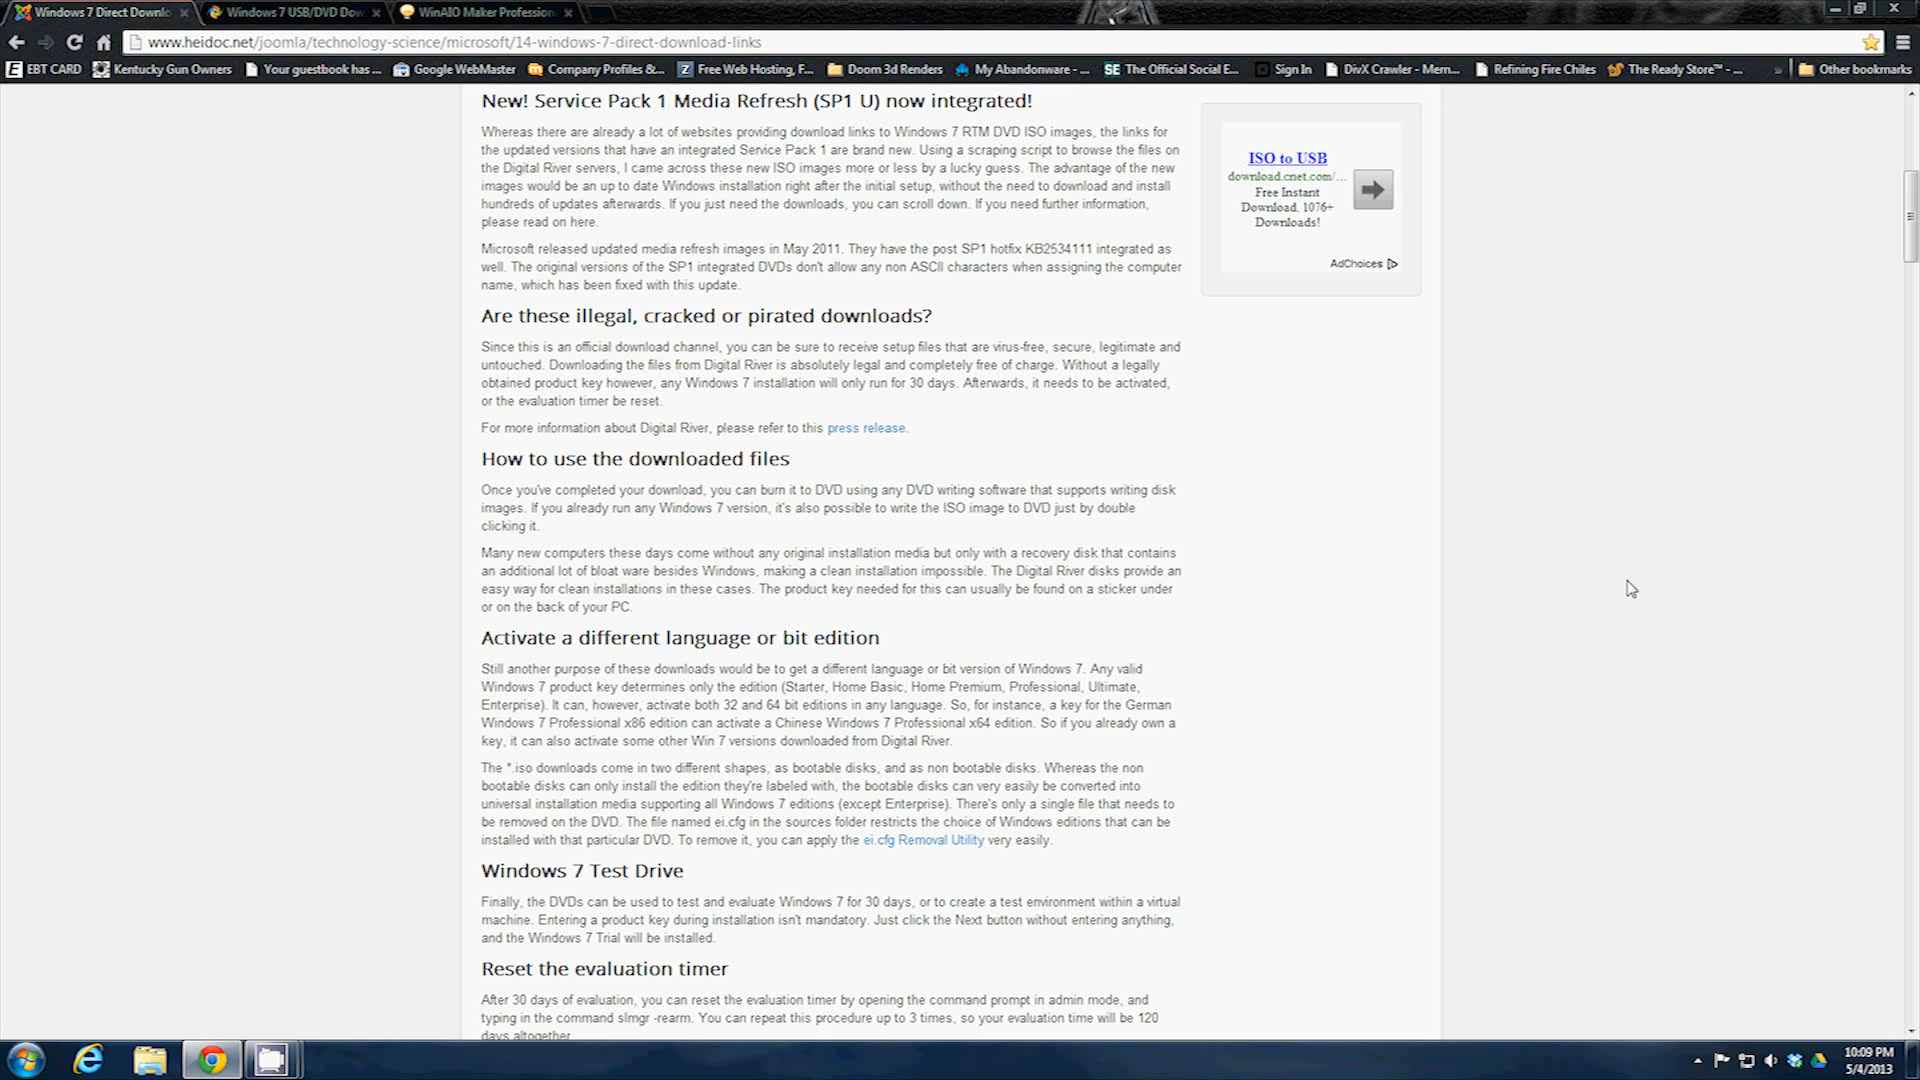 Windows 7 Direct Downlo
Windows 7 USB/DVD Dow
WinAIO Maker Profession
www.heidoc.net/joomla/technology-science/microsoft/14-windows-7-direct-download-links
EBT CARD
Kentucky Gun Owners
Your guestbook has ...
Google WebMaster
Company Profiles &...
Free Web Hosting, F...
Doom 3d Renders
My Abandonware - ...
SE The Official Social E...
Sign In
DivX Crawler - Mem...
Refining Fire Chiles
The Ready Store™ - ...
»
Other bookmarks
New! Service Pack 1 Media Refresh (SP1 U) now integrated!
Whereas there are already a lot of websites providing download links to Windows 7 RTM DVD ISO images, the links for
the updated versions that have an integrated Service Pack 1 are brand new. Using a scraping script to browse the files on
the Digital River servers, I came across these new ISO images more or less by a lucky guess. The advantage of the new
images would be an up to date Windows installation right after the initial setup, without the need to download and install
hundreds of updates afterwards. If you just need the downloads, you can scroll down. If you need further information,
please read on here.
Microsoft released updated media refresh images in May 2011. They have the post SP1 hotfix KB2534111 integrated as
well. The original versions of the SP1 integrated DVDs don't allow any non ASCII characters when assigning the computer
name, which has been fixed with this update.
ISO to USB
download.cnet.com/...
Free Instant
Download. 1076+
Downloads!
AdChoices
Are these illegal, cracked or pirated downloads?
Since this is an official download channel, you can be sure to receive setup files that are virus-free, secure, legitimate and
untouched. Downloading the files from Digital River is absolutely legal and completely free of charge. Without a legally
obtained product key however, any Windows 7 installation will only run for 30 days. Afterwards, it needs to be activated,
or the evaluation timer be reset.
For more information about Digital River, please refer to this press release.
How to use the downloaded files
Once you've completed your download, you can burn it to DVD using any DVD writing software that supports writing disk
images. If you already run any Windows 7 version, it's also possible to write the ISO image to DVD just by double
clicking it.
Many new computers these days come without any original installation media but only with a recovery disk that contains
an additional lot of bloat ware besides Windows, making a clean installation impossible. The Digital River disks provide an
easy way for clean installations in these cases. The product key needed for this can usually be found on a sticker under
or on the back of your PC.
Activate a different language or bit edition
Still another purpose of these downloads would be to get a different language or bit version of Windows 7. Any valid
Windows 7 product key determines only the edition (Starter, Home Basic, Home Premium, Professional, Ultimate,
Enterprise). It can, however, activate both 32 and 64 bit editions in any language. So, for instance, a key for the German
Windows 7 Professional x86 edition can activate a Chinese Windows 7 Professional x64 edition. So if you already own a
key, it can also activate some other Win 7 versions downloaded from Digital River.
The *.iso downloads come in two different shapes, as bootable disks, and as non bootable disks. Whereas the non
bootable disks can only install the edition they're labeled with, the bootable disks can very easily be converted into
universal installation media supporting all Windows 7 editions (except Enterprise). There's only a single file that needs to
be removed on the DVD. The file named ei.cfg in the sources folder restricts the choice of Windows editions that can be
installed with that particular DVD. To remove it, you can apply the ei.cfg Removal Utility very easily.
Windows 7 Test Drive
Finally, the DVDs can be used to test and evaluate Windows 7 for 30 days, or to create a test environment within a virtual
machine. Entering a product key during installation isn't mandatory. Just click the Next button without entering anything,
and the Windows 7 Trial will be installed.
Reset the evaluation timer
After 30 days of evaluation, you can reset the evaluation timer by opening the command prompt in admin mode, and
typing in the command slmgr -rearm. You can repeat this procedure up to 3 times, so your evaluation time will be 120
days altogether
10:09 PM
5/4/2013